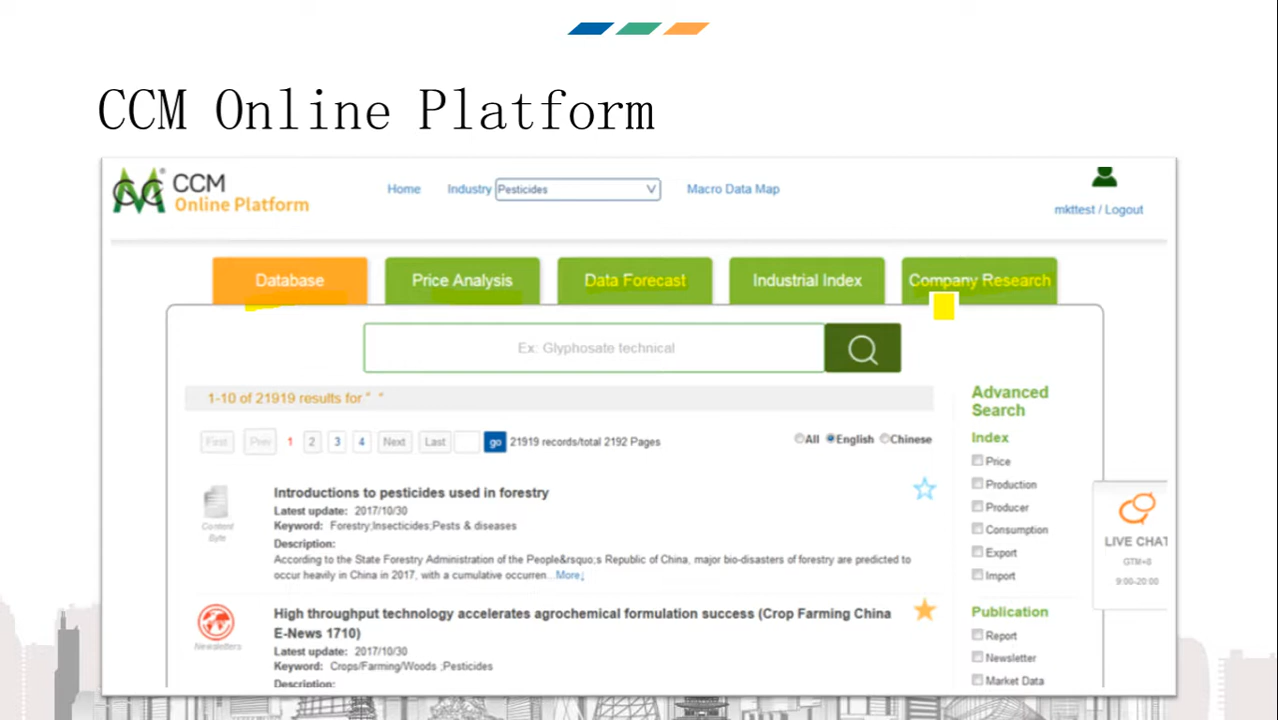 CCM Online Platform
CCM
Online Platform
Home
Industry
Pesticides
Macro Data Map
mkttest / Logout
Database
Price Analysis
Data Forecast
Industrial Index
Company Research
Ex: Glyphosate technical
1-10 of 21919 results for " "
First
Prev
1
2
3
4
Next
Last
go
21919 records/total 2192 Pages
All
English
Chinese
Advanced
Search
Index
Price
Production
Producer
Consumption
Export
Import
Publication
Report
Newsletter
Market Data
Content
Byte
Introductions to pesticides used in forestry
Latest update: 2017/10/30
Keyword: Forestry;Insecticides;Pests & diseases
Description:
According to the State Forestry Administration of the People&rsquo;s Republic of China, major bio-disasters of forestry are predicted to
occur heavily in China in 2017, with a cumulative occurren...More↓
Newsletters
High throughput technology accelerates agrochemical formulation success (Crop Farming China
E-News 1710)
Latest update: 2017/10/30
Keyword: Crops/Farming/Woods ;Pesticides
Description:
LIVE CHAT
GTM+8
9:00-20:00